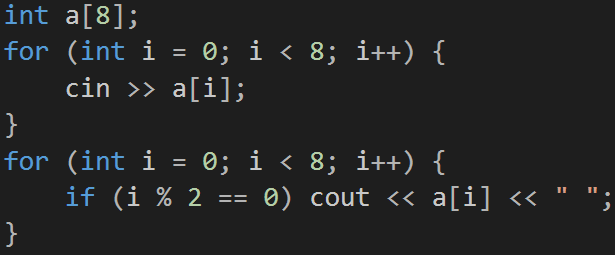 int a[8];
for (int i = 0; i < 8; i++) {
    cin >> a[i];
}
for (int i = 0; i < 8; i++) {
    if (i % 2 == 0) cout << a[i] << " ";
}